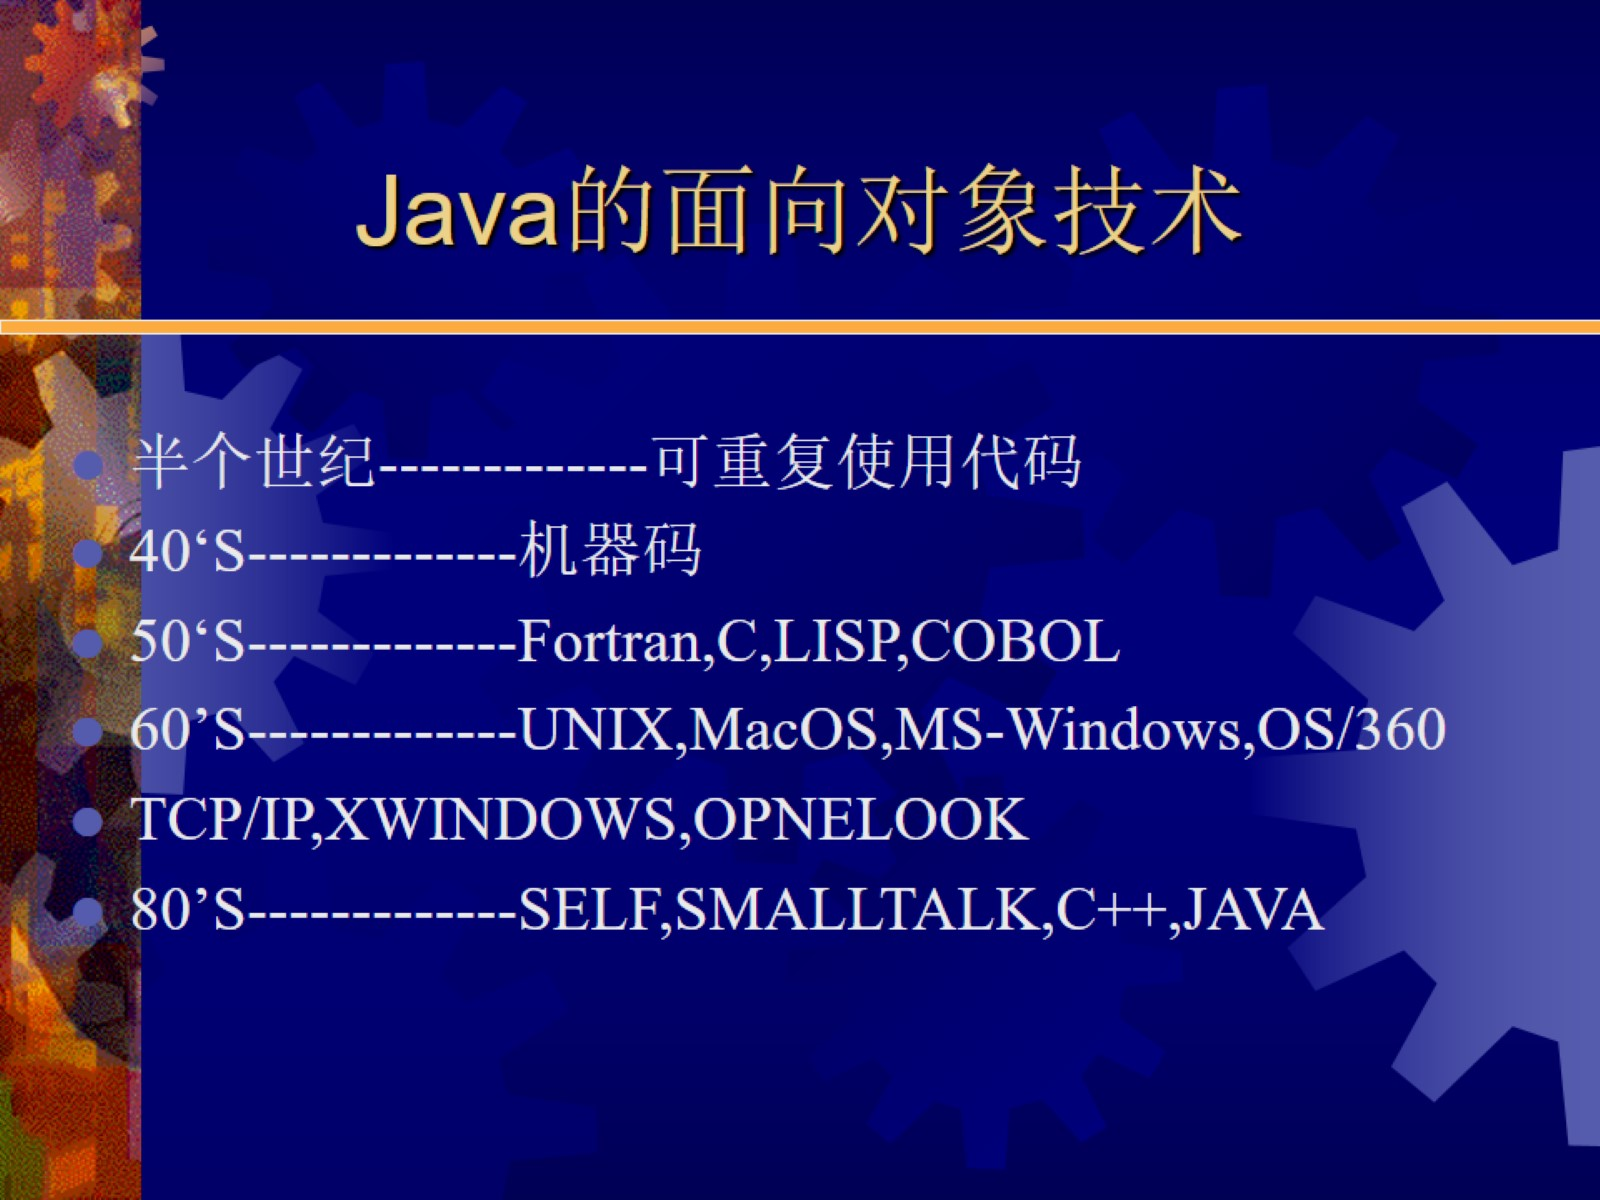 Java的面向对象技术
半个世纪-------------可重复使用代码
40‘S-------------机器码
50‘S-------------Fortran,C,LISP,COBOL
60’S-------------UNIX,MacOS,MS-Windows,OS/360
TCP/IP,XWINDOWS,OPNELOOK
80’S-------------SELF,SMALLTALK,C++,JAVA